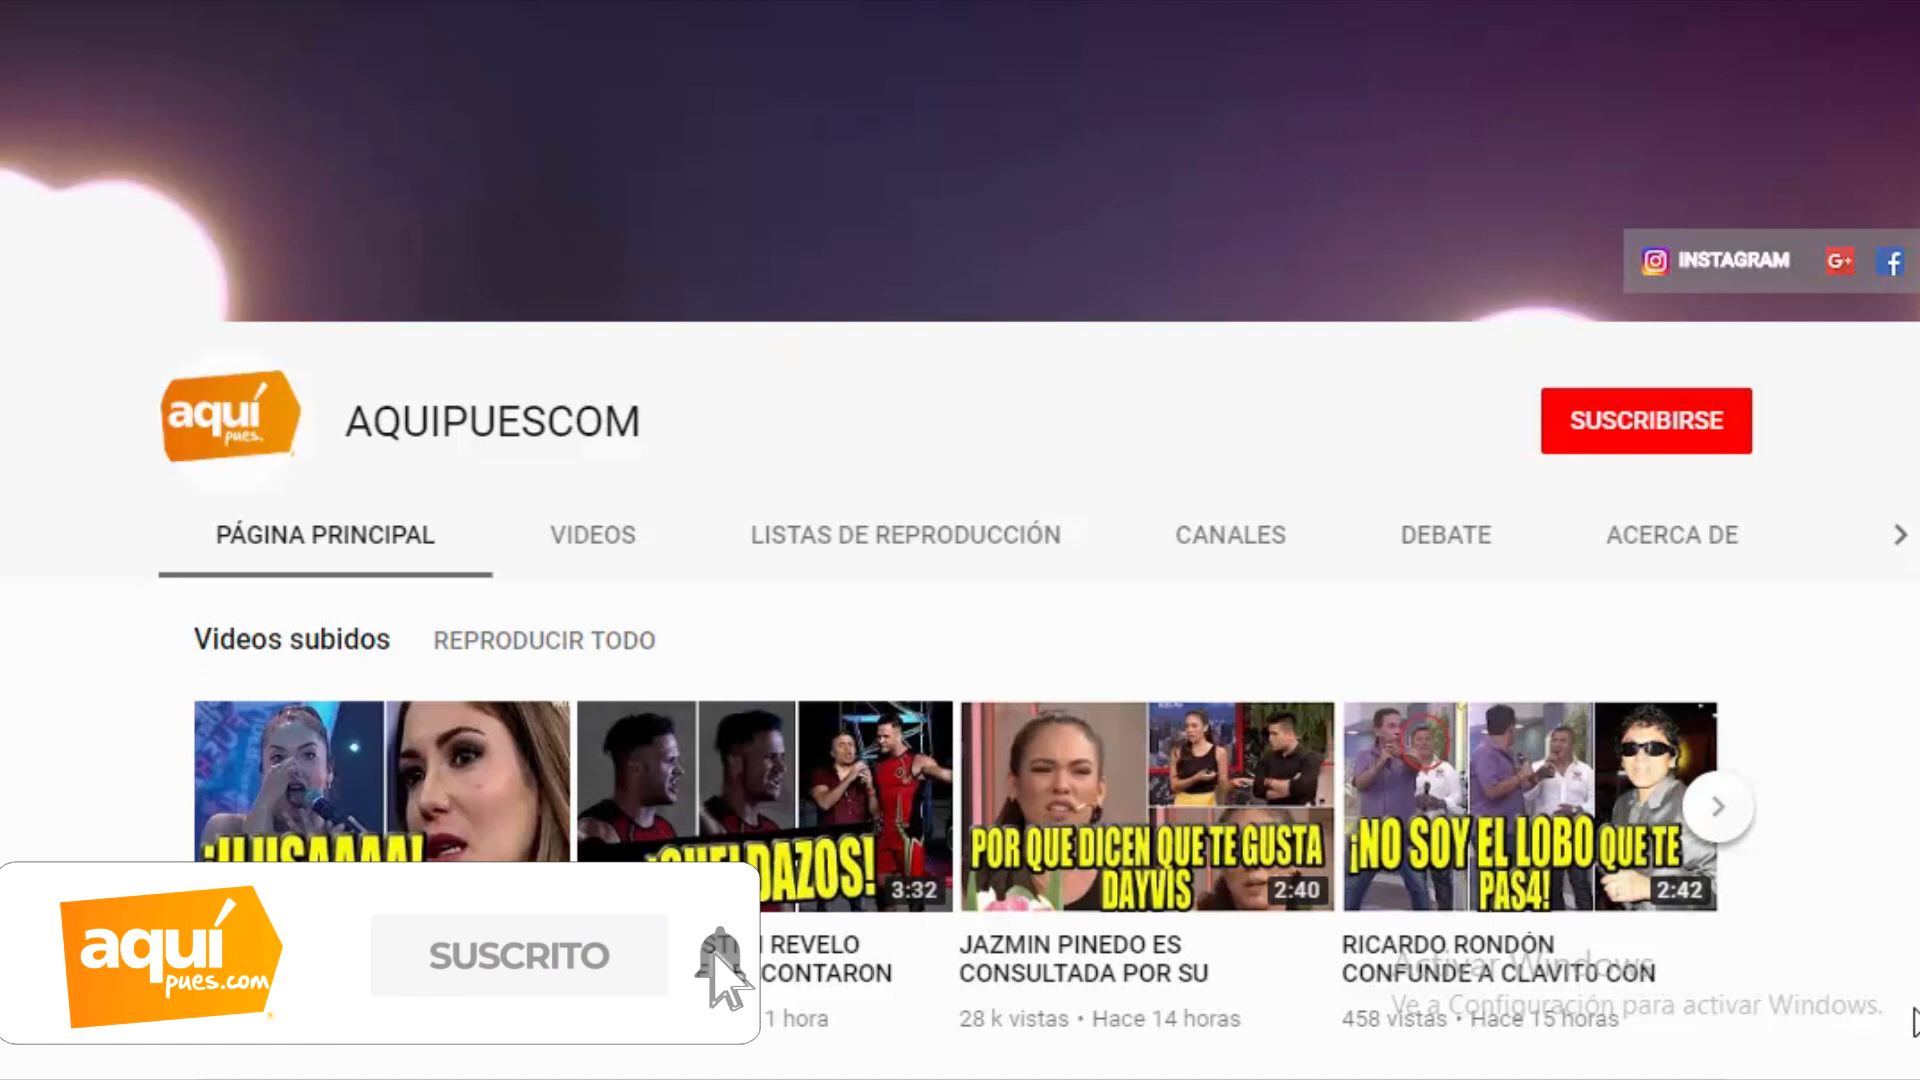 INSTAGRAM
G+
f
aquí
pues.
AQUIPUESCOM
SUSCRIBIRSE
PÁGINA PRINCIPAL
VIDEOS
LISTAS DE REPRODUCCIÓN
CANALES
DEBATE
ACERCA DE
Videos subidos
REPRODUCIR TODO
DAZOS!
3:32
POR QUE DICEN QUE TE GUSTA
DAYVIS
2:40
¡NO SOY EL LOBO QUE TE
PAS4!
2:42
REVELO
CONTARON
1 hora
JAZMIN PINEDO ES
CONSULTADA POR SU
28 k vistas • Hace 14 horas
RICARDO RONDÓN
CONFUNDE A CLAVIT0 CON
458 vistas • Hace 15 horas
Activar Windows
Ve a Configuración para activar Windows.
aquí
pues.com
SUSCRITO